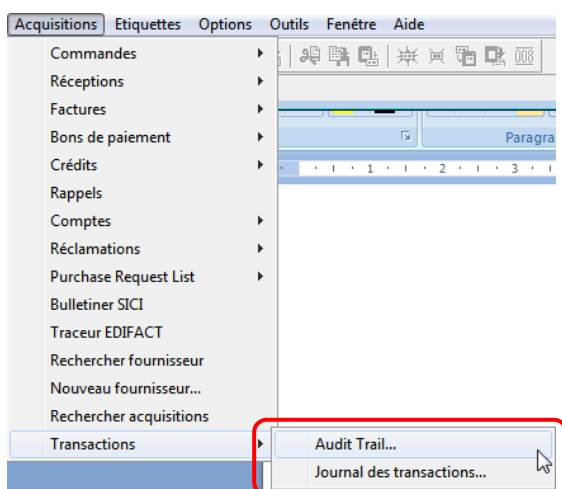 Acquisitions Etiquettes Options Outils Fenêtre Aide
Commandes
Réceptions
Factures
Bons de paiement
Paragra
Crédits
1 2 3
Rappels
Comptes
Réclamations
Purchase Request List
Bulletiner SICI
Traceur EDIFACT
Rechercher fournisseur
Nouveau fournisseur...
Rechercher acquisitions
Transactions
Audit Trail...
Journal des transactions...